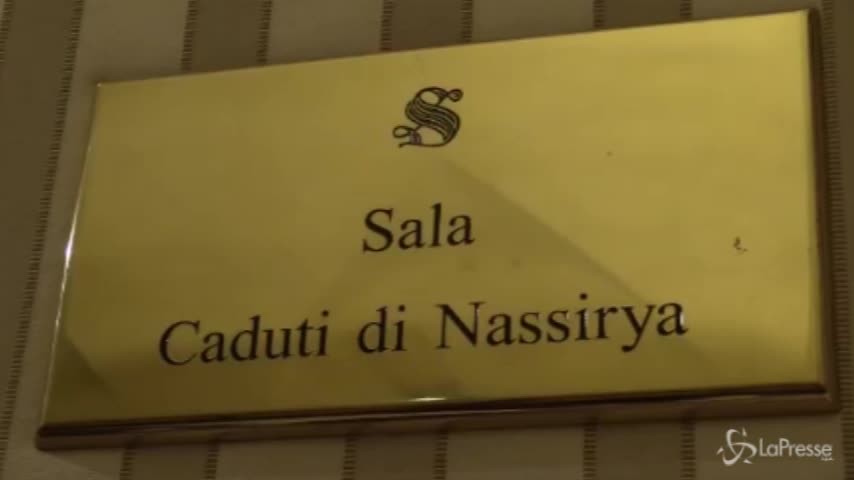 S
Sala
Caduti di Nassirya
LaPresse